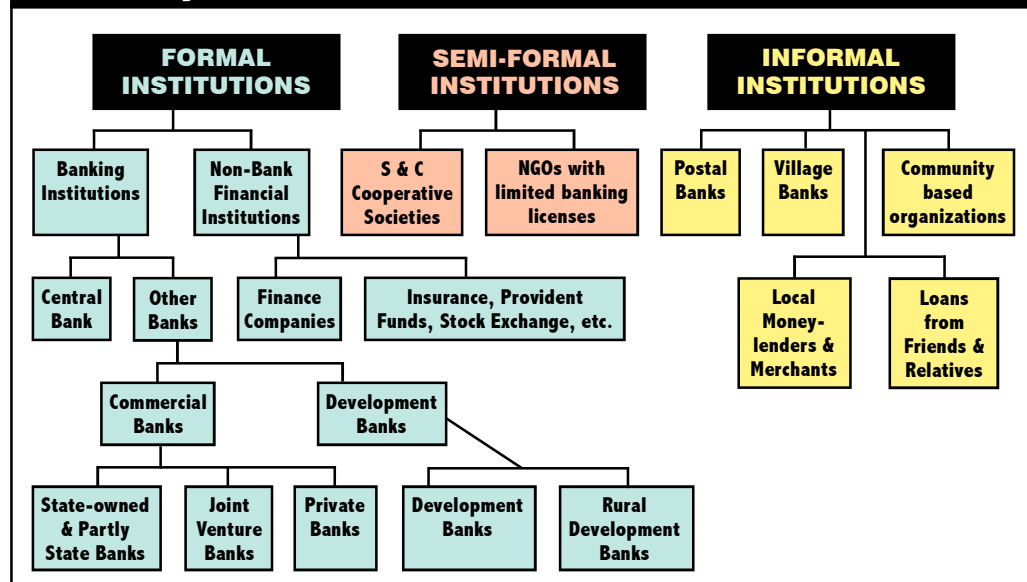 FORMAL
INSTITUTIONS
SEMI-FORMAL
INSTITUTIONS
INFORMAL
INSTITUTIONS
Banking
Institutions
Non-Bank
Financial
Institutions
S & C
Cooperative
Societies
NGOs with
limited banking
licenses
Postal
Banks
Village
Banks
Community
based
organizations
Central
Bank
Other
Banks
Finance
Companies
Insurance, Provident
Funds, Stock Exchange, etc.
Local
Money-
lenders &
Merchants
Loans
from
Friends &
Relatives
Commercial
Banks
Development
Banks
State-owned
& Partly
State Banks
Joint
Venture
Banks
Private
Banks
Development
Banks
Rural
Development
Banks